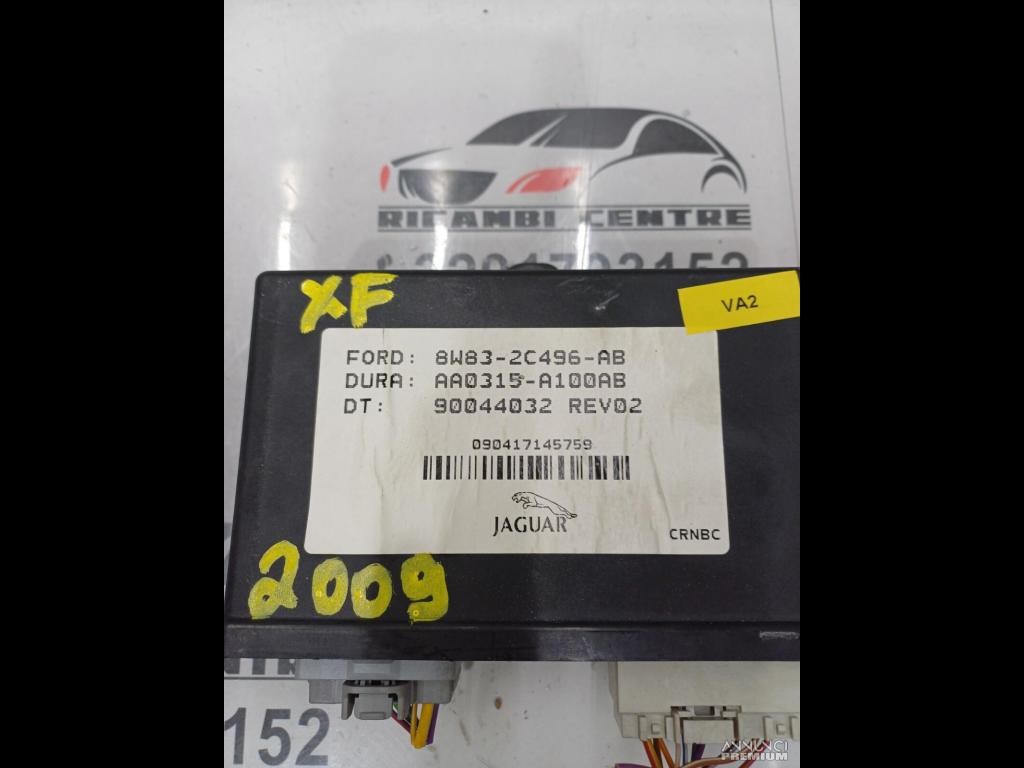 RICAMBI CENTRE
XF
VA2
FORD: 8W83-2C496-AB
DURA: AA0315-A100AB
DT: 90044032 REV02
090417145759
JAGUAR
CRNBC
2009
152
ANNUNCI
PREMIUM